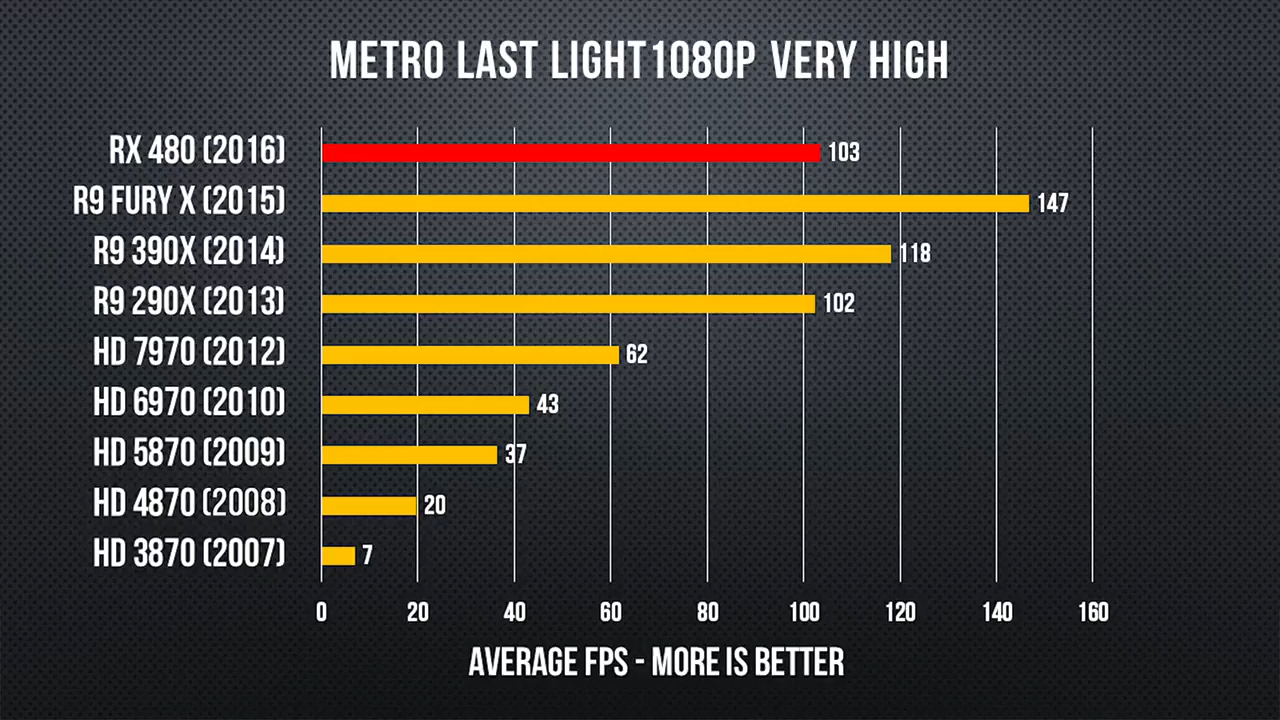 METRO LAST LIGHT1080P VERY HIGH
RX 480 (2016) 103
R9 FURY X (2015) 147
R9 390X (2014) 118
R9 290X (2013) 102
HD 7970 (2012) 62
HD 6970 (2010) 43
HD 5870 (2009) 37
HD 4870 (2008) 20
HD 3870 (2007) 7
0 20 40 60 80 100 120 140 160
AVERAGE FPS - MORE IS BETTER